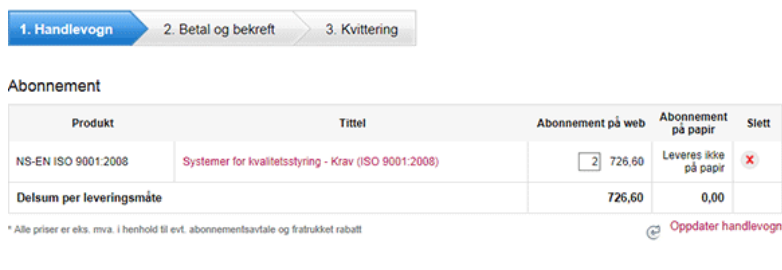 1. Handlevogn 2. Betal og bekreft 3. Kvittering
Abonnement
Produkt Tittel Abonnement på web Abonnement på papir Slett
NS-EN ISO 9001:2008 Systemer for kvalitetsstyring - Krav (ISO 9001:2008) 2 726,60 Leveres ikke på papir
Delsum per leveringsmåte 726,60 0,00
* Alle priser er eks. mva. i henhold til evt. abonnementsavtale og fratrukket rabatt Oppdater handlevogn